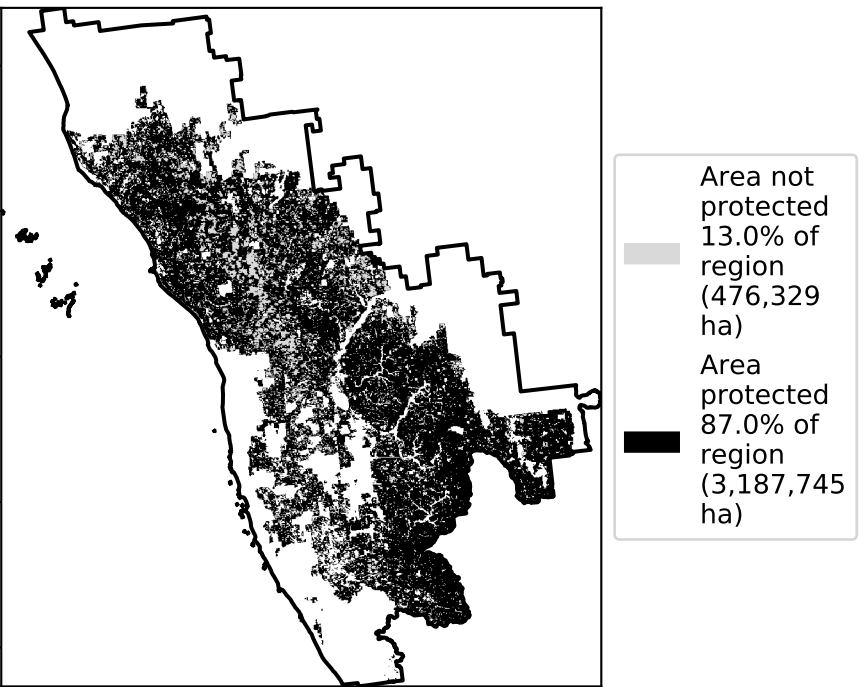 Area not
protected
13.0% of
region
(476,329
ha)
Area
protected
87.0% of
region
(3,187,745
ha)